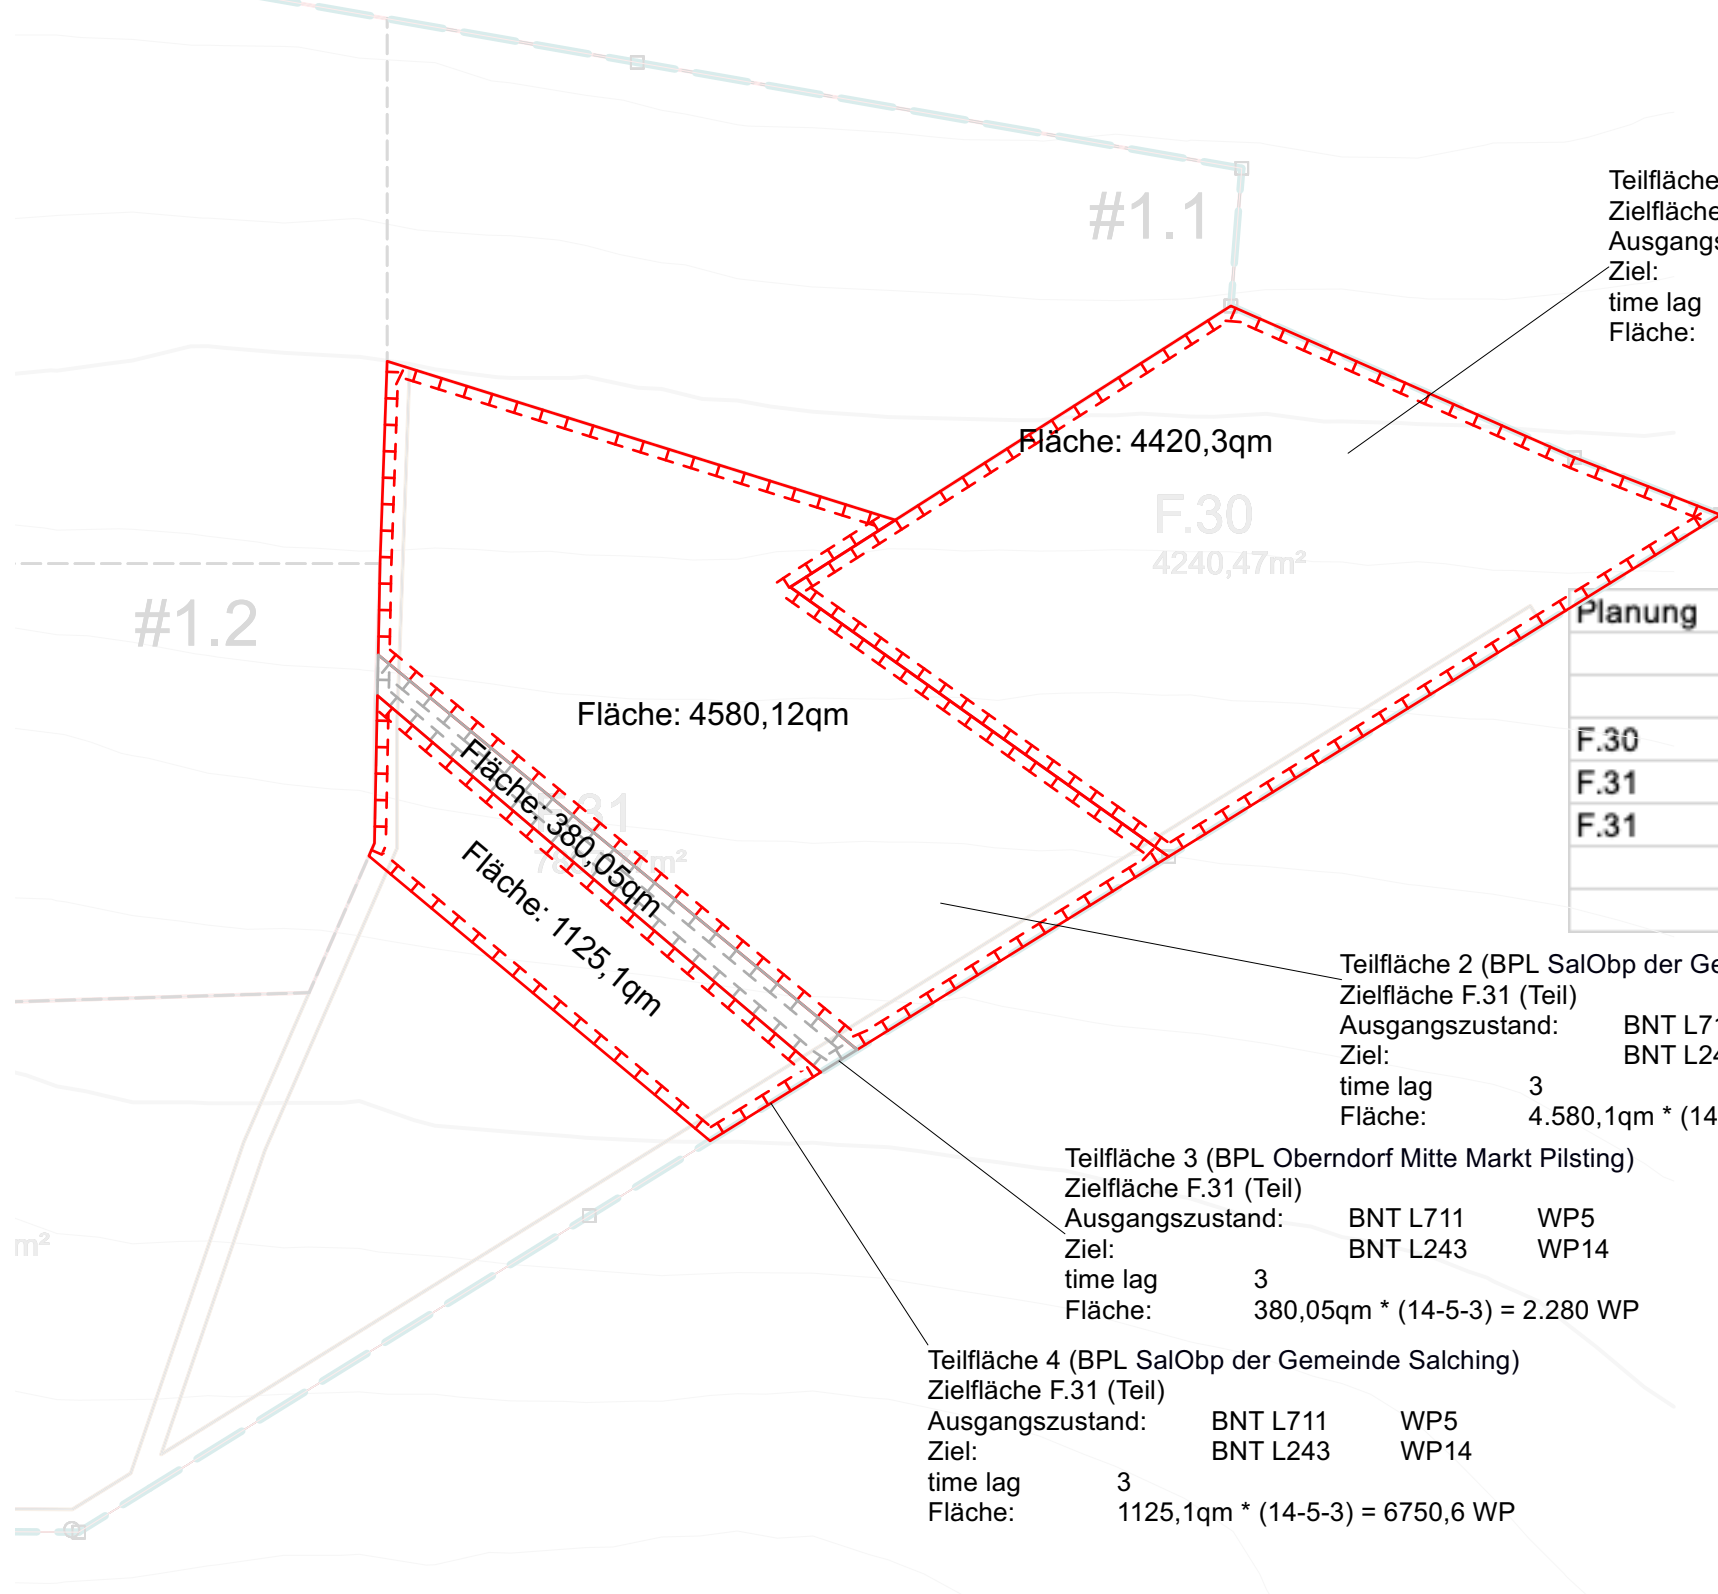 #1.1
Teilfläche
Zielfläche
Ausgangs
Ziel:
time lag
Fläche:
Fläche: 4420,3qm
F.30
4240,47m²
#1.2
Planung
F.30
F.31
F.31
Fläche: 4580,12qm
Fläche: 380,05qm
Fläche: 1125,1qm
Teilfläche 2 (BPL SalObp der Ge
Zielfläche F.31 (Teil)
Ausgangszustand: BNT L71
Ziel: BNT L24
time lag 3
Fläche: 4.580,1qm * (14
Teilfläche 3 (BPL Oberndorf Mitte Markt Pilsting)
Zielfläche F.31 (Teil)
Ausgangszustand: BNT L711 WP5
Ziel: BNT L243 WP14
time lag 3
Fläche: 380,05qm * (14-5-3) = 2.280 WP
m²
Teilfläche 4 (BPL SalObp der Gemeinde Salching)
Zielfläche F.31 (Teil)
Ausgangszustand: BNT L711 WP5
Ziel: BNT L243 WP14
time lag 3
Fläche: 1125,1qm * (14-5-3) = 6750,6 WP